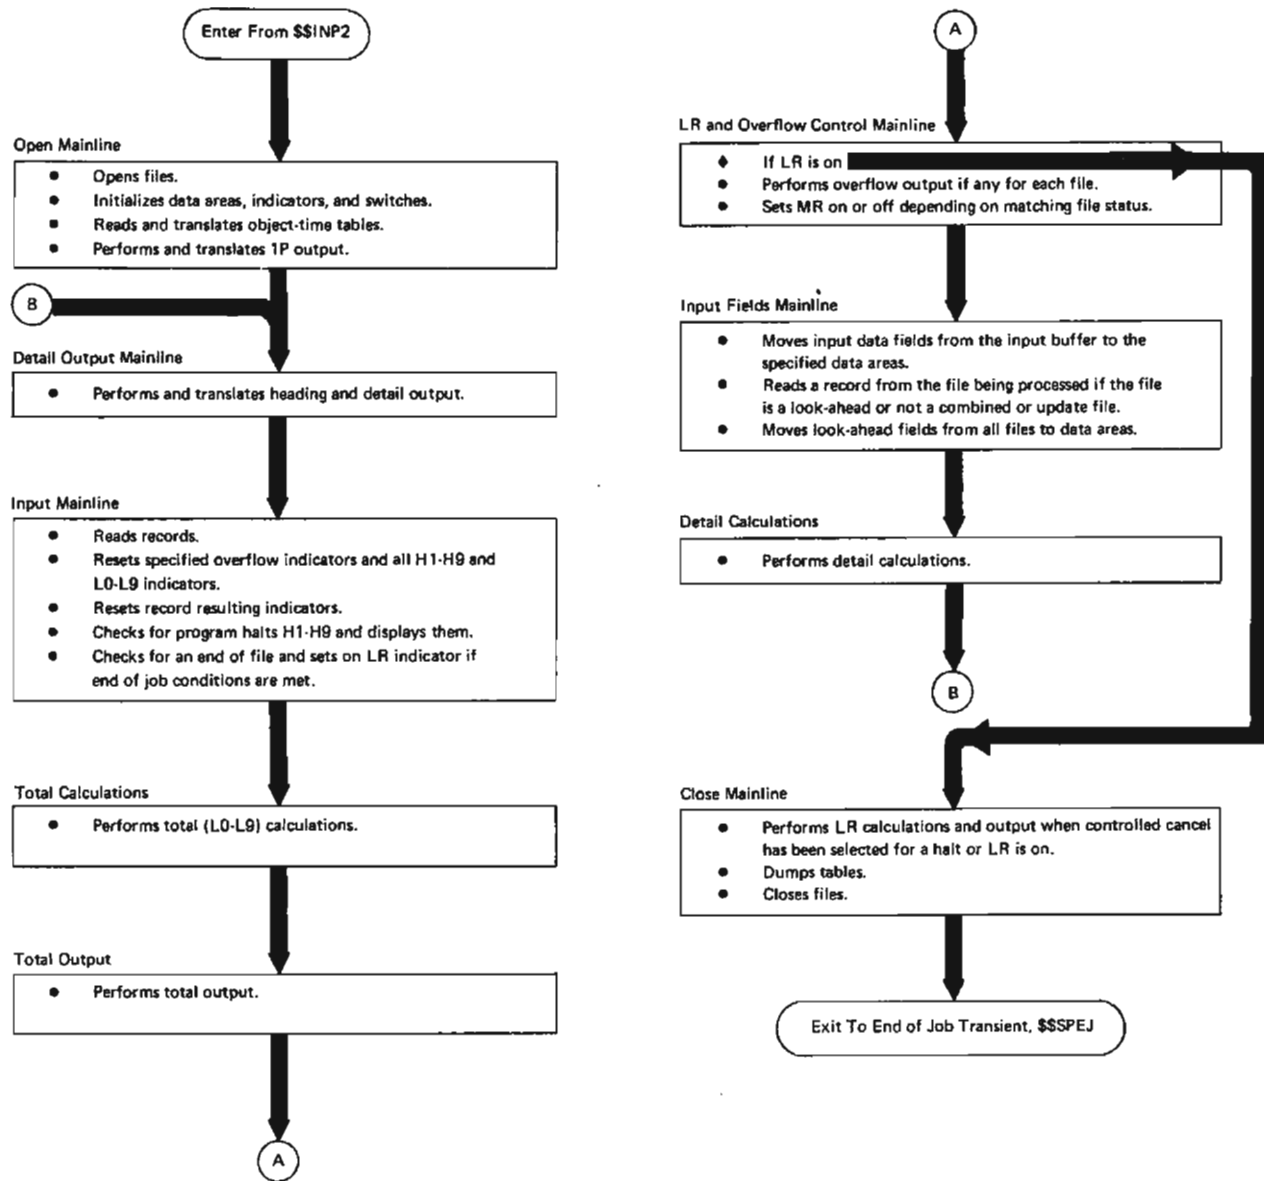 Enter From $$INP2
Open Mainline
● Opens files.
● Initializes data areas, indicators, and switches.
● Reads and translates object-time tables.
● Performs and translates 1P output.
B
Detail Output Mainline
● Performs and translates heading and detail output.
Input Mainline
● Reads records.
● Resets specified overflow indicators and all H1-H9 and
L0-L9 indicators.
● Resets record resulting indicators.
● Checks for program halts H1-H9 and displays them.
● Checks for an end of file and sets on LR indicator if
end of job conditions are met.
Total Calculations
● Performs total (L0-L9) calculations.
Total Output
● Performs total output.
A
A
LR and Overflow Control Mainline
♦ If LR is on
● Performs overflow output if any for each file.
● Sets MR on or off depending on matching file status.
Input Fields Mainline
● Moves input data fields from the input buffer to the
specified data areas.
● Reads a record from the file being processed if the file
is a look-ahead or not a combined or update file.
● Moves look-ahead fields from all files to data areas.
Detail Calculations
● Performs detail calculations.
B
Close Mainline
● Performs LR calculations and output when controlled cancel
has been selected for a halt or LR is on.
● Dumps tables.
● Closes files.
Exit To End of Job Transient, $$SPEJ